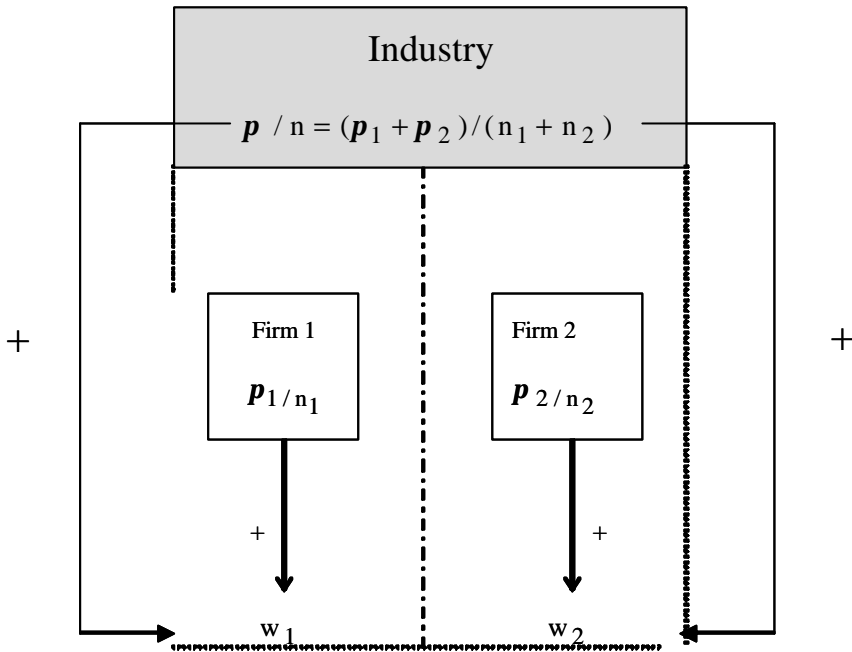 Industry
p / n = (p1 + p2)/(n1 + n2)
+ +
Firm 1 Firm 2
p1/n1 p2/n2
+ +
w1 w2